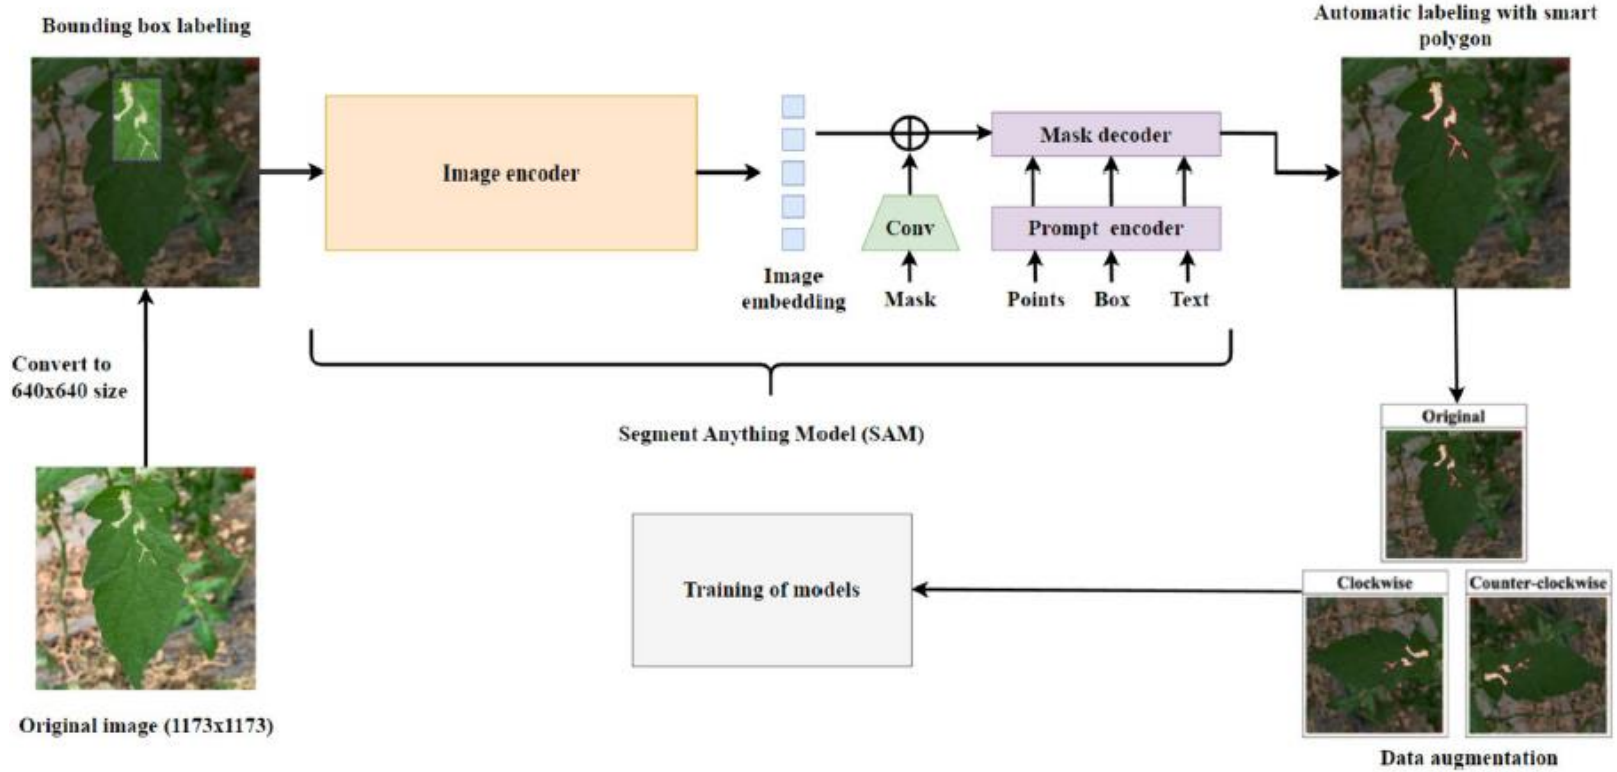 Bounding box labeling
Automatic labeling with smart
polygon
Image encoder
Mask decoder
Conv
Prompt encoder
Image
embedding
Mask
Points
Box
Text
Convert to
640x640 size
Segment Anything Model (SAM)
Original
Training of models
Clockwise
Counter-clockwise
Original image (1173x1173)
Data augmentation